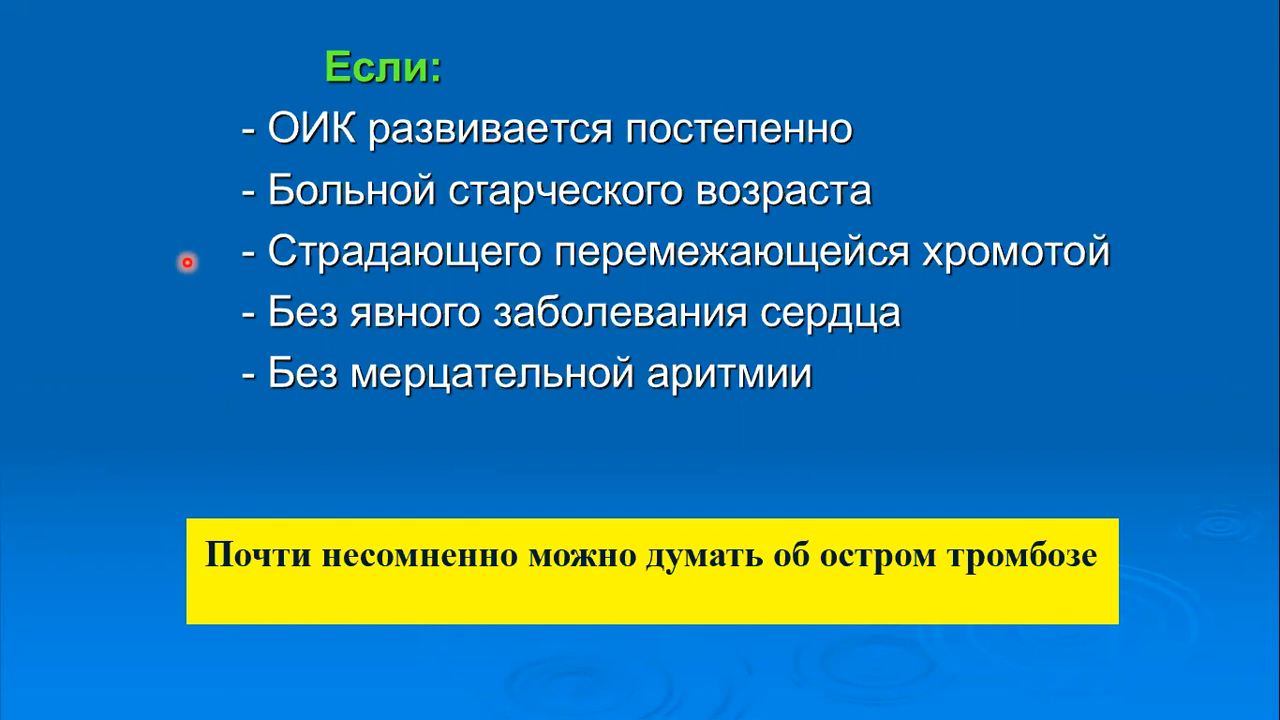 Если:
- ОИК развивается постепенно
- Больной старческого возраста
- Страдающего перемежающейся хромотой
- Без явного заболевания сердца
- Без мерцательной аритмии
Почти несомненно можно думать об остром тромбозе